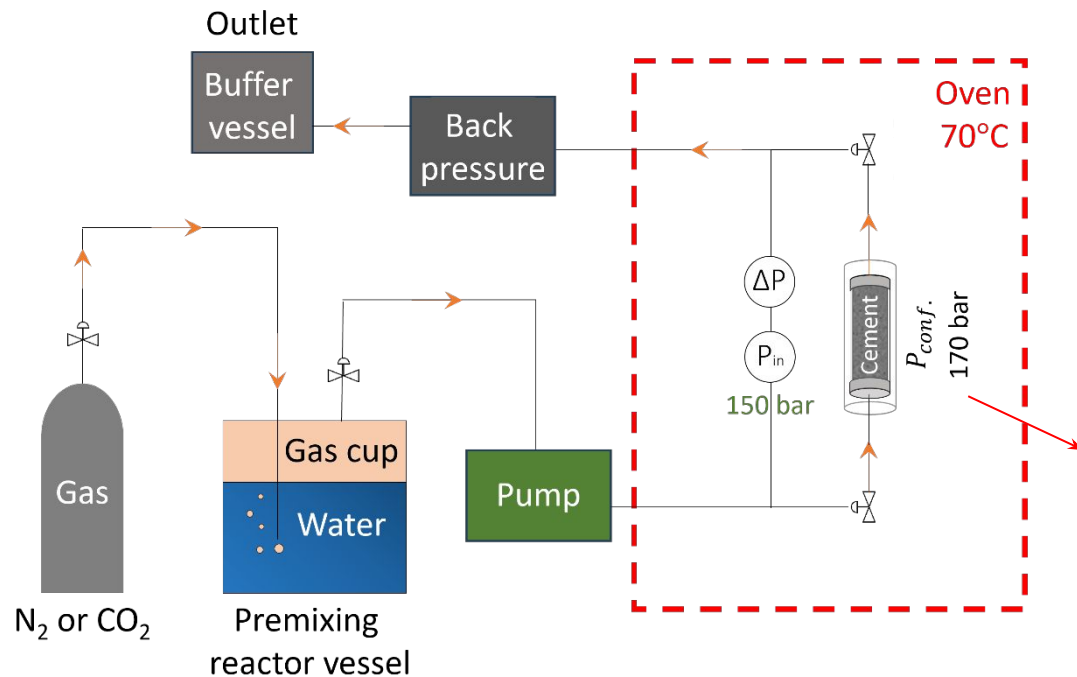 Outlet
Buffer
vessel
Back
pressure
Oven
70°C
ΔP
P_in
150 bar
Cement
P_conf.
170 bar
Gas
Gas cup
Water
Pump
N₂ or CO₂
Premixing
reactor vessel